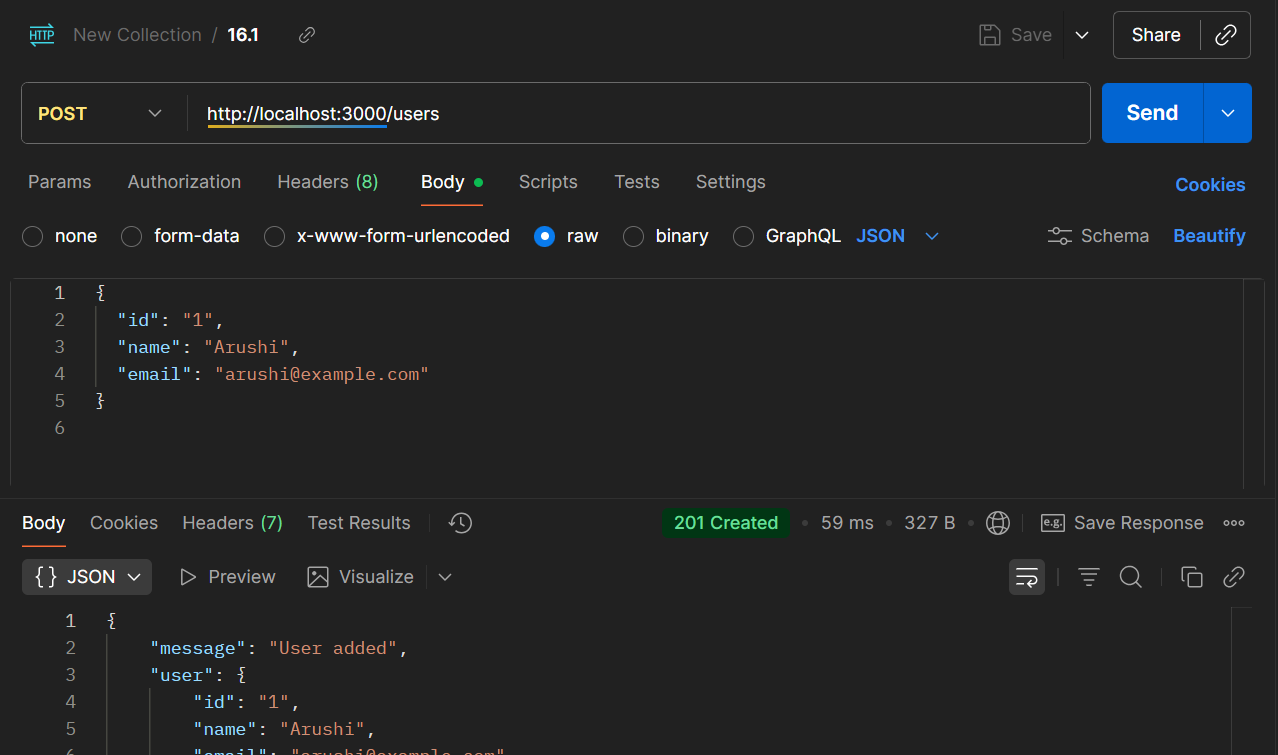 HTTP New Collection / 16.1 Save Share
POST http://localhost:3000/users Send
Params Authorization Headers (8) Body Scripts Tests Settings Cookies
none form-data x-www-form-urlencoded raw binary GraphQL JSON Schema Beautify
1 {
2 "id": "1",
3 "name": "Arushi",
4 "email": "arushi@example.com"
5 }
6
Body Cookies Headers (7) Test Results 201 Created • 59 ms • 327 B • e.g. Save Response
{} JSON Preview Visualize
1 {
2 "message": "User added",
3 "user": {
4 "id": "1",
5 "name": "Arushi",
6 "email": "arushi@example.com"